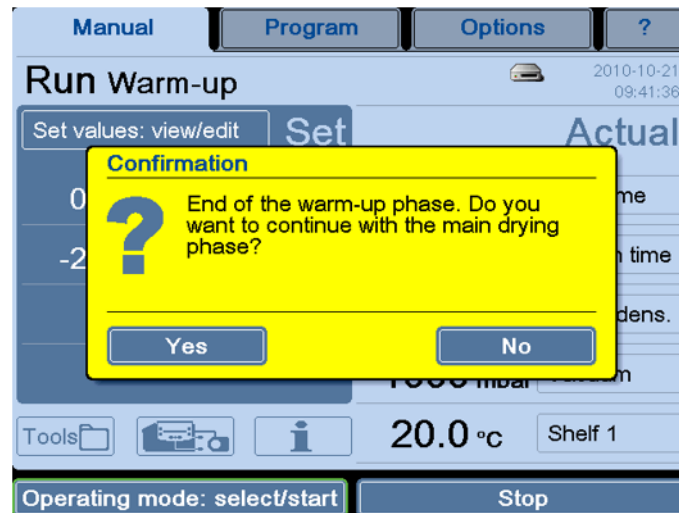 Manual Program Options ?
Run Warm-up 2010-10-21
09:41:36
Set values: view/edit Set Actual
Confirmation
End of the warm-up phase. Do you
want to continue with the main drying
phase?
Yes No
mbar
20.0 °C Shelf 1
Tools
Operating mode: select/start Stop